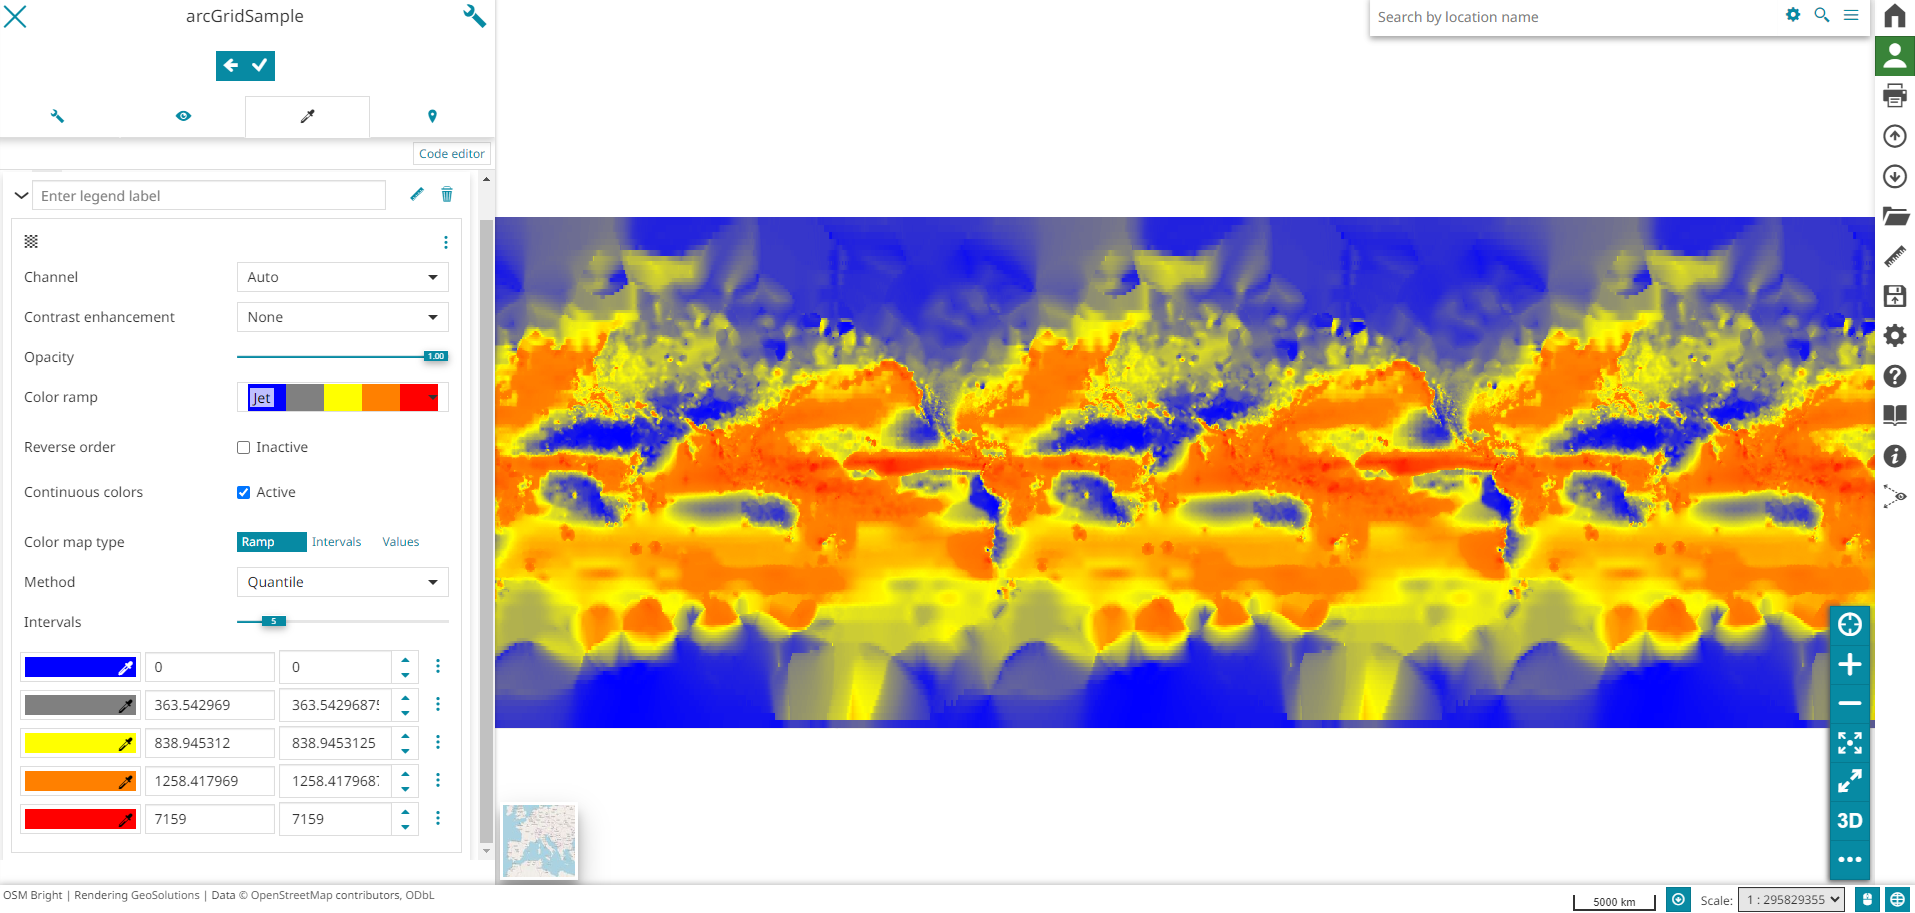 arcGridSample
Search by location name
Code editor
Enter legend label
Channel Auto
Contrast enhancement None
Opacity 1.00
Color ramp Jet
Reverse order Inactive
Continuous colors Active
Color map type Ramp Intervals Values
Method Quantile
Intervals 5
0 0
363.542969 363.54296875
838.945312 838.9453125
1258.417969 1258.4179687
7159 7159
3D
OSM Bright | Rendering GeoSolutions | Data © OpenStreetMap contributors, ODbL
5000 km Scale: 1 : 295829355